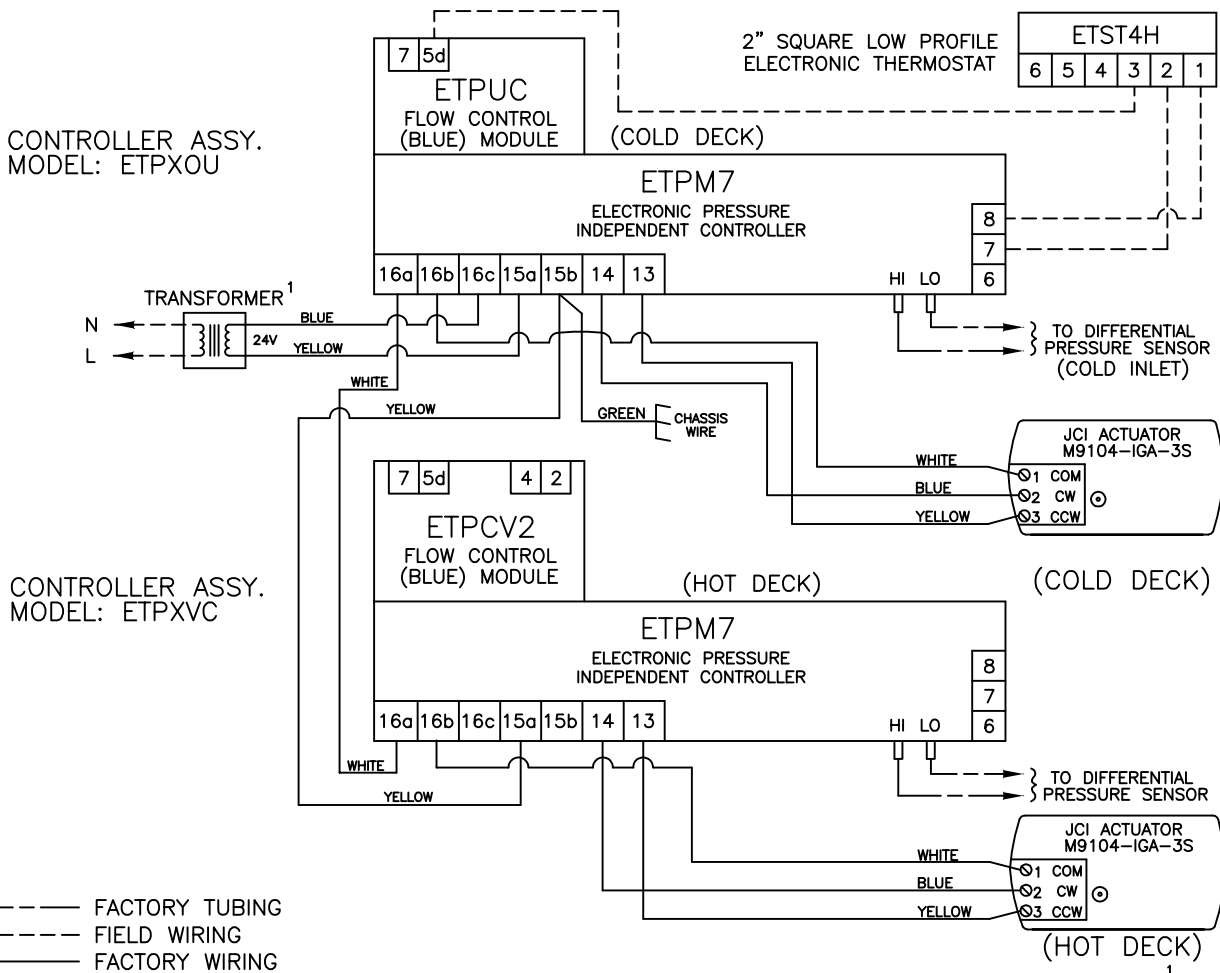 2” SQUARE LOW PROFILE
ELECTRONIC THERMOSTAT
ETST4H
6 5 4 3 2 1
7 5d
ETPUC
FLOW CONTROL
(BLUE) MODULE
(COLD DECK)
CONTROLLER ASSY.
MODEL: ETPXOU
ETPM7
ELECTRONIC PRESSURE
INDEPENDENT CONTROLLER
8
7
6
16a 16b 16c 15a 15b 14 13
HI LO
TRANSFORMER 1
N
L
24V
BLUE
YELLOW
TO DIFFERENTIAL
PRESSURE SENSOR
(COLD INLET)
WHITE
YELLOW
GREEN
CHASSIS
WIRE
JCI ACTUATOR
M9104-IGA-3S
WHITE
1 COM
BLUE
2 CW
YELLOW
3 CCW
(COLD DECK)
7 5d 4 2
ETPCV2
FLOW CONTROL
(BLUE) MODULE
(HOT DECK)
CONTROLLER ASSY.
MODEL: ETPXVC
ETPM7
ELECTRONIC PRESSURE
INDEPENDENT CONTROLLER
8
7
6
16a 16b 16c 15a 15b 14 13
HI LO
WHITE
YELLOW
TO DIFFERENTIAL
PRESSURE SENSOR
JCI ACTUATOR
M9104-IGA-3S
WHITE
1 COM
BLUE
2 CW
YELLOW
3 CCW
(HOT DECK)
1
FACTORY TUBING
FIELD WIRING
FACTORY WIRING